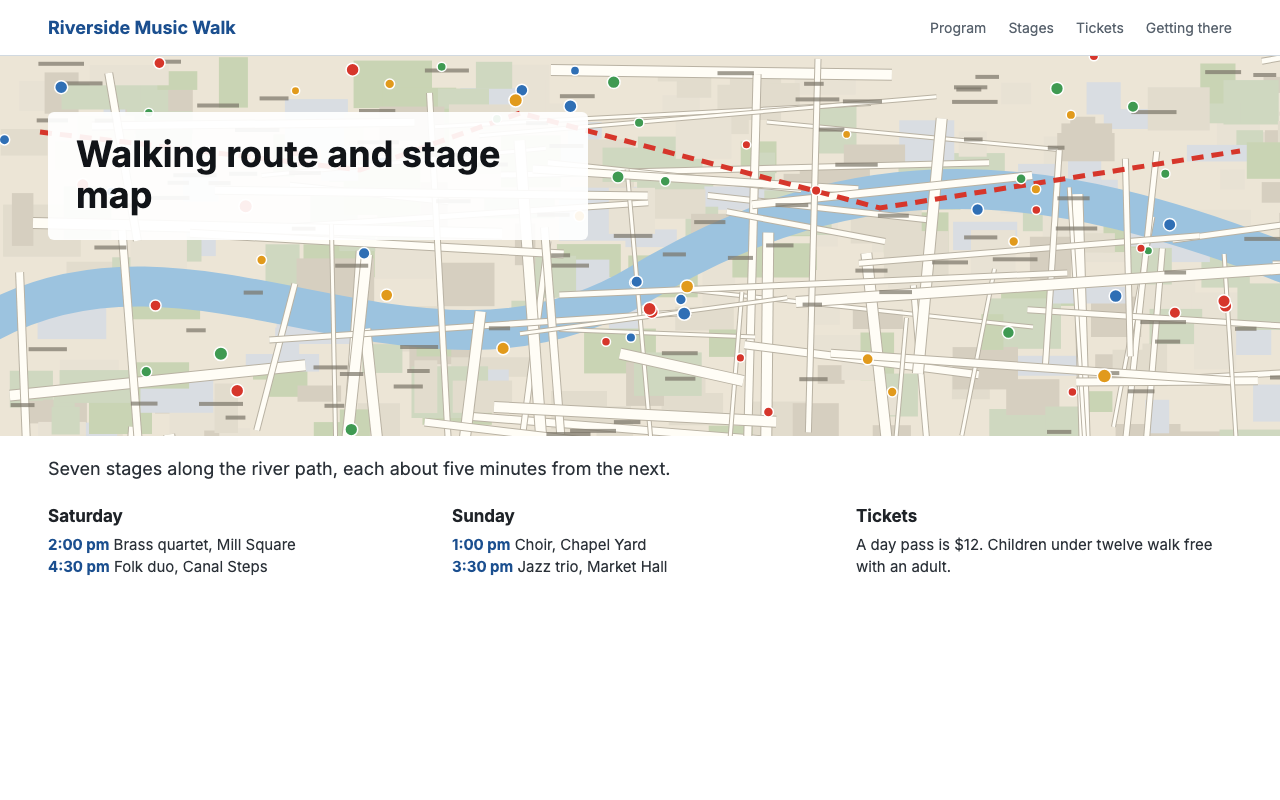 Riverside Music Walk
Program Stages Tickets Getting there
Walking route and stage
map
Seven stages along the river path, each about five minutes from the next.
Saturday
2:00 pm Brass quartet, Mill Square
4:30 pm Folk duo, Canal Steps
Sunday
1:00 pm Choir, Chapel Yard
3:30 pm Jazz trio, Market Hall
Tickets
A day pass is $12. Children under twelve walk free
with an adult.